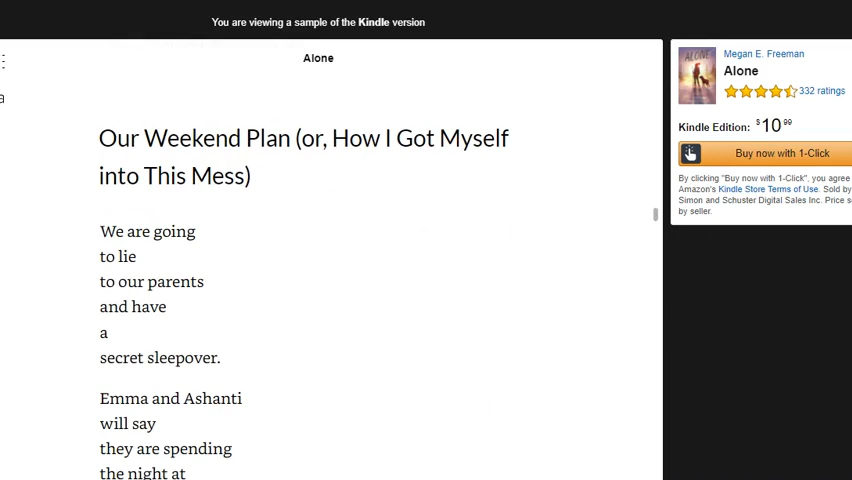 You are viewing a sample of the Kindle version
Alone
a
Our Weekend Plan (or, How I Got Myself
into This Mess)
We are going
to lie
to our parents
and have
a
secret sleepover.
Emma and Ashanti
will say
they are spending
the night at
ALONE
Megan E. Freeman
Alone
332 ratings
Kindle Edition: $10 99
Buy now with 1-Click
By clicking "Buy now with 1-Click", you agree
Amazon's Kindle Store Terms of Use. Sold by
Simon and Schuster Digital Sales Inc. Price s
by seller.